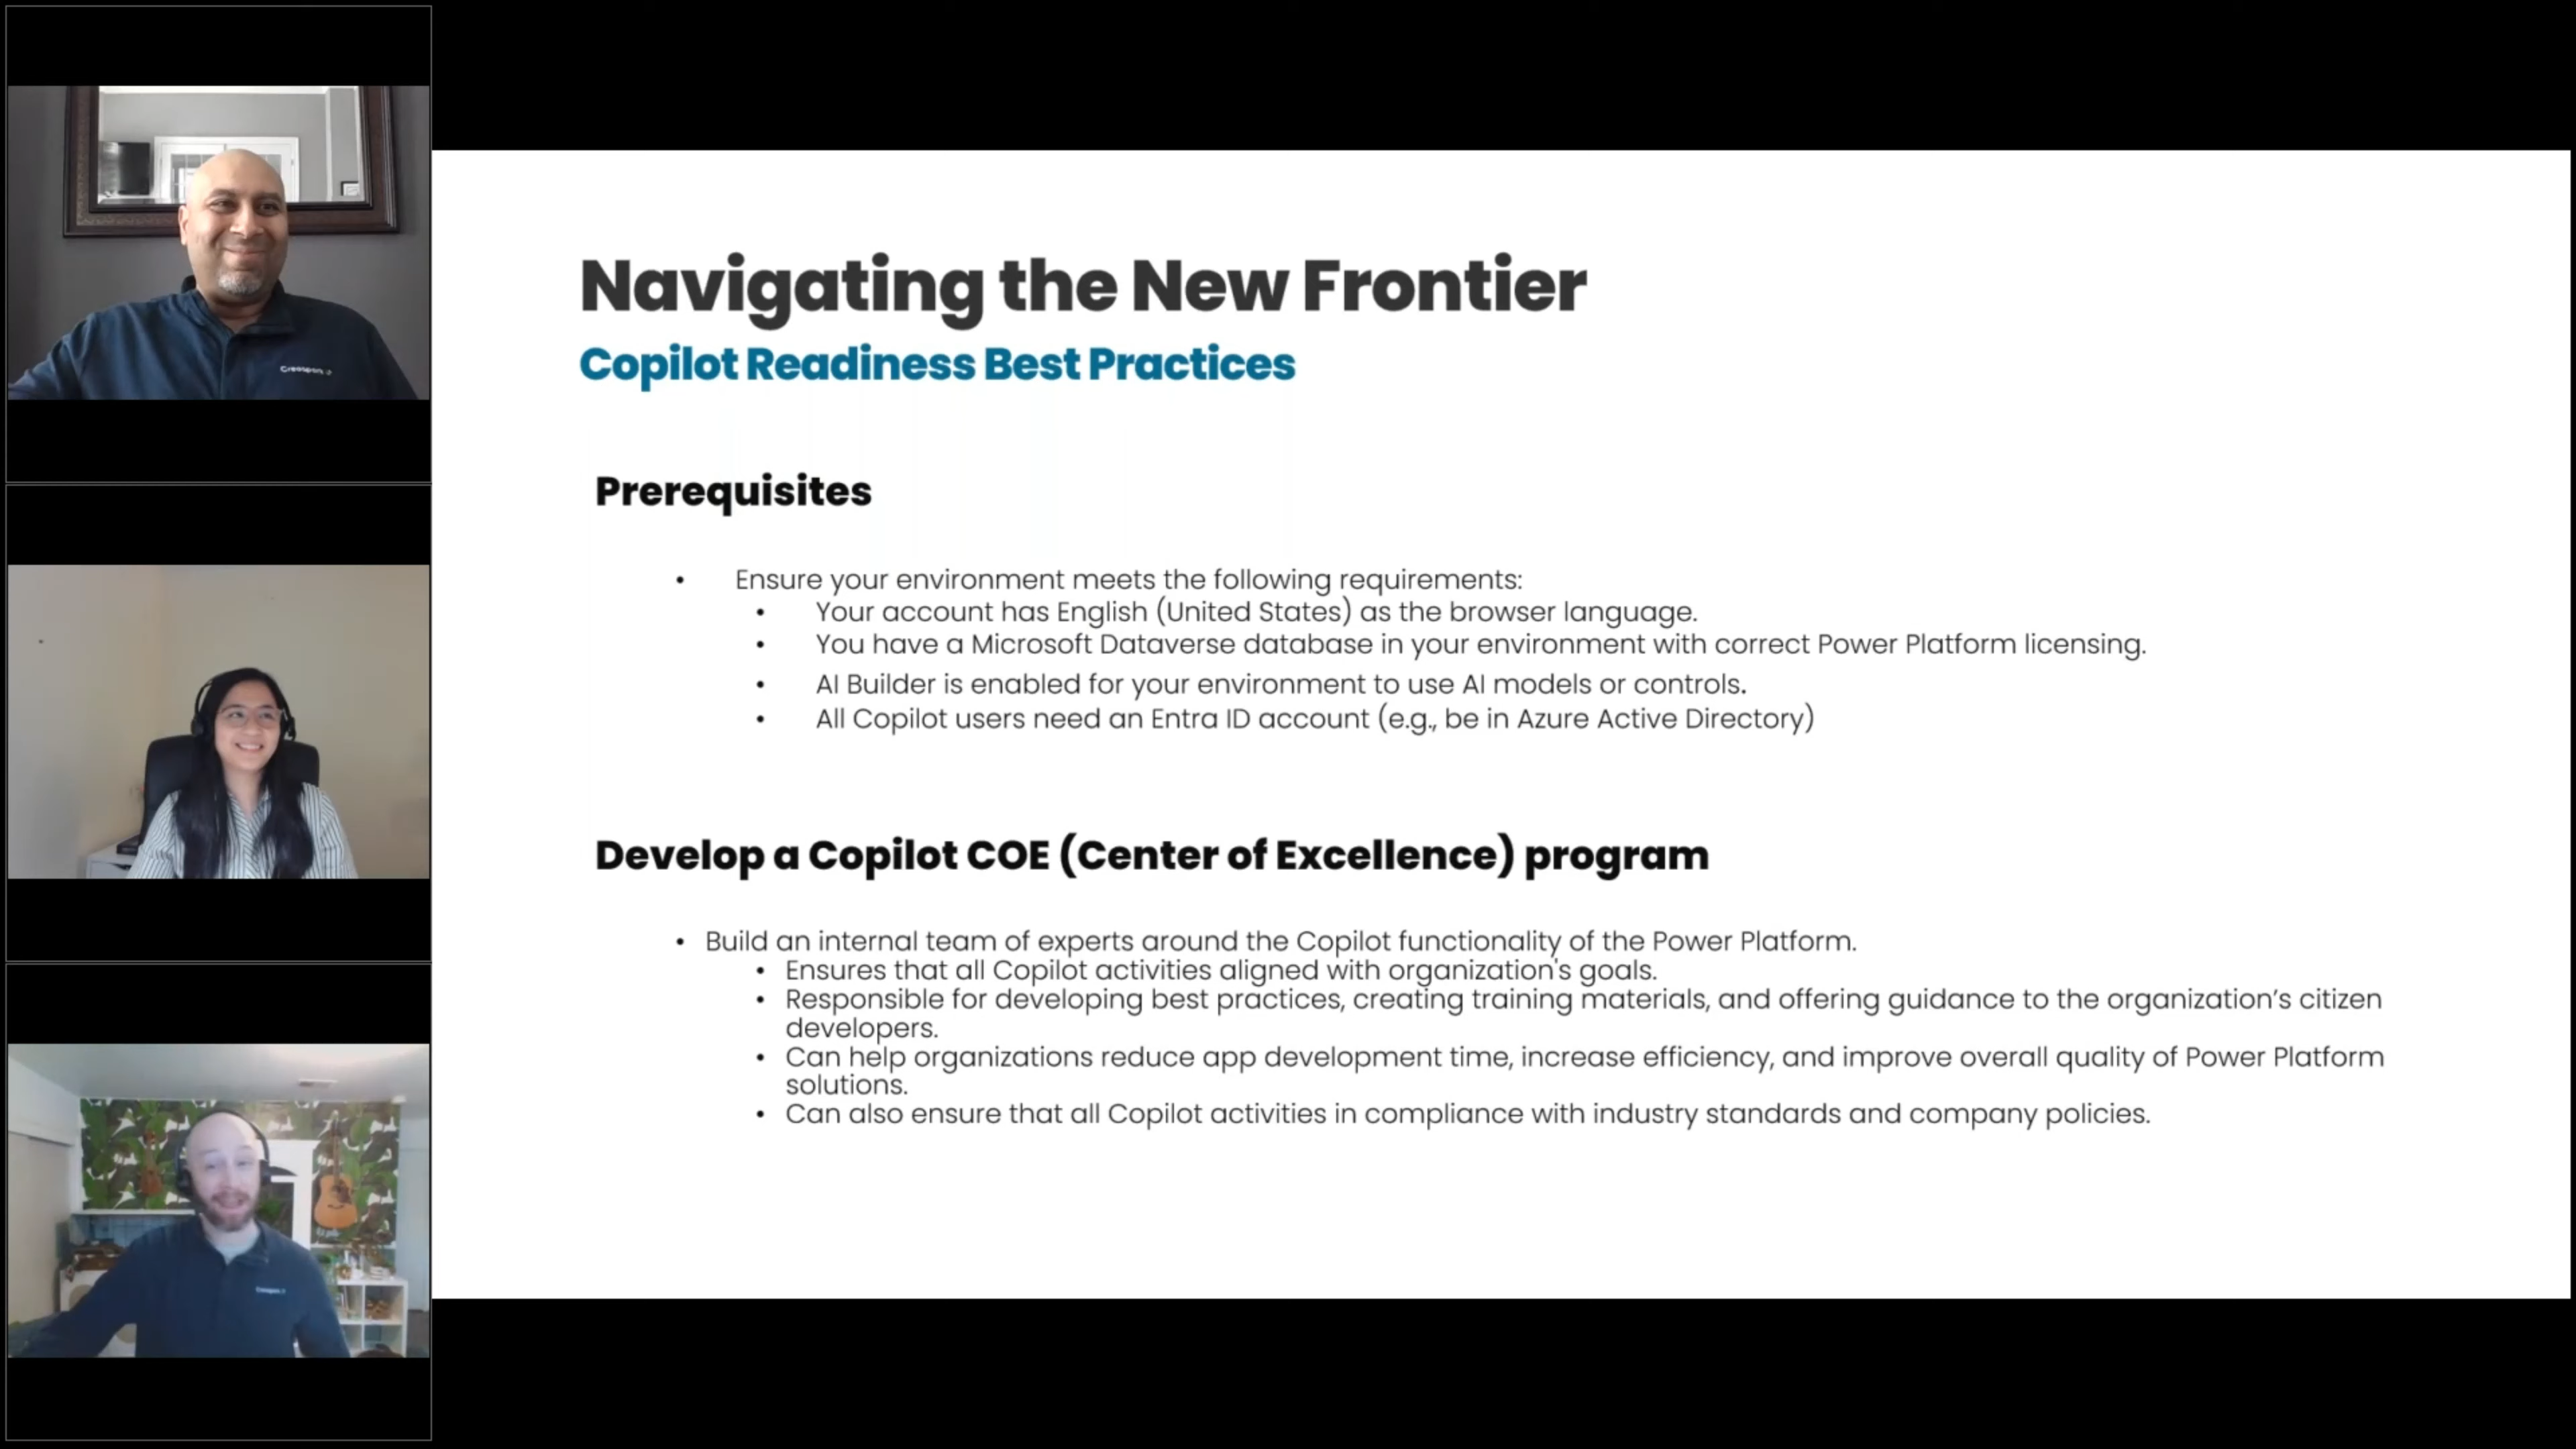 Navigating the New Frontier
Copilot Readiness Best Practices
Prerequisites
• Ensure your environment meets the following requirements:
• Your account has English (United States) as the browser language.
• You have a Microsoft Dataverse database in your environment with correct Power Platform licensing.
• AI Builder is enabled for your environment to use AI models or controls.
• All Copilot users need an Entra ID account (e.g., be in Azure Active Directory)
Develop a Copilot COE (Center of Excellence) program
• Build an internal team of experts around the Copilot functionality of the Power Platform.
• Ensures that all Copilot activities aligned with organization's goals.
• Responsible for developing best practices, creating training materials, and offering guidance to the organization’s citizen
developers.
• Can help organizations reduce app development time, increase efficiency, and improve overall quality of Power Platform
solutions.
• Can also ensure that all Copilot activities in compliance with industry standards and company policies.